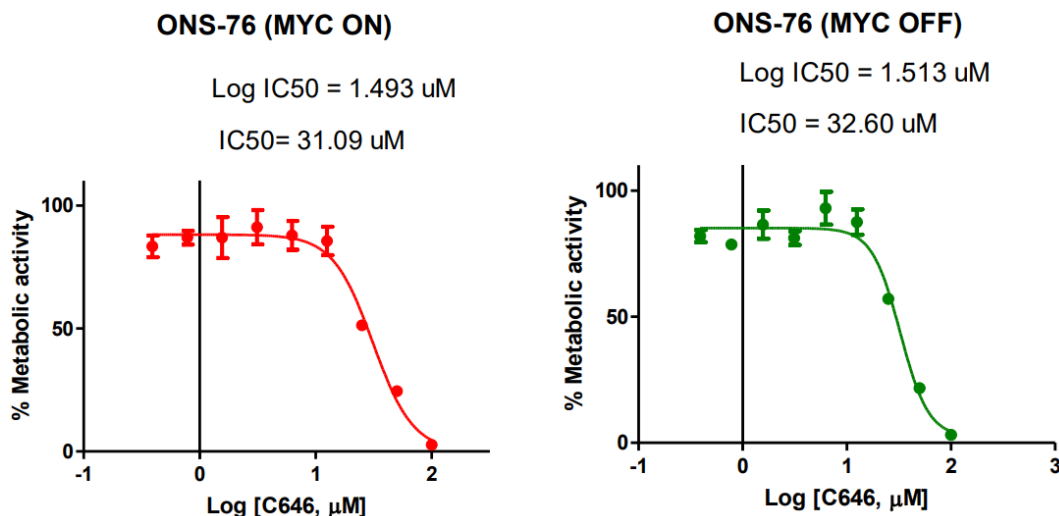 ONS-76 (MYC ON)
Log IC50 = 1.493 uM
IC50= 31.09 uM
% Metabolic activity
100
50
0
-1
0
1
2
Log [C646, μM]
ONS-76 (MYC OFF)
Log IC50 = 1.513 uM
IC50 = 32.60 uM
% Metabolic activity
100
50
0
-1
0
1
2
3
Log [C646, μM]